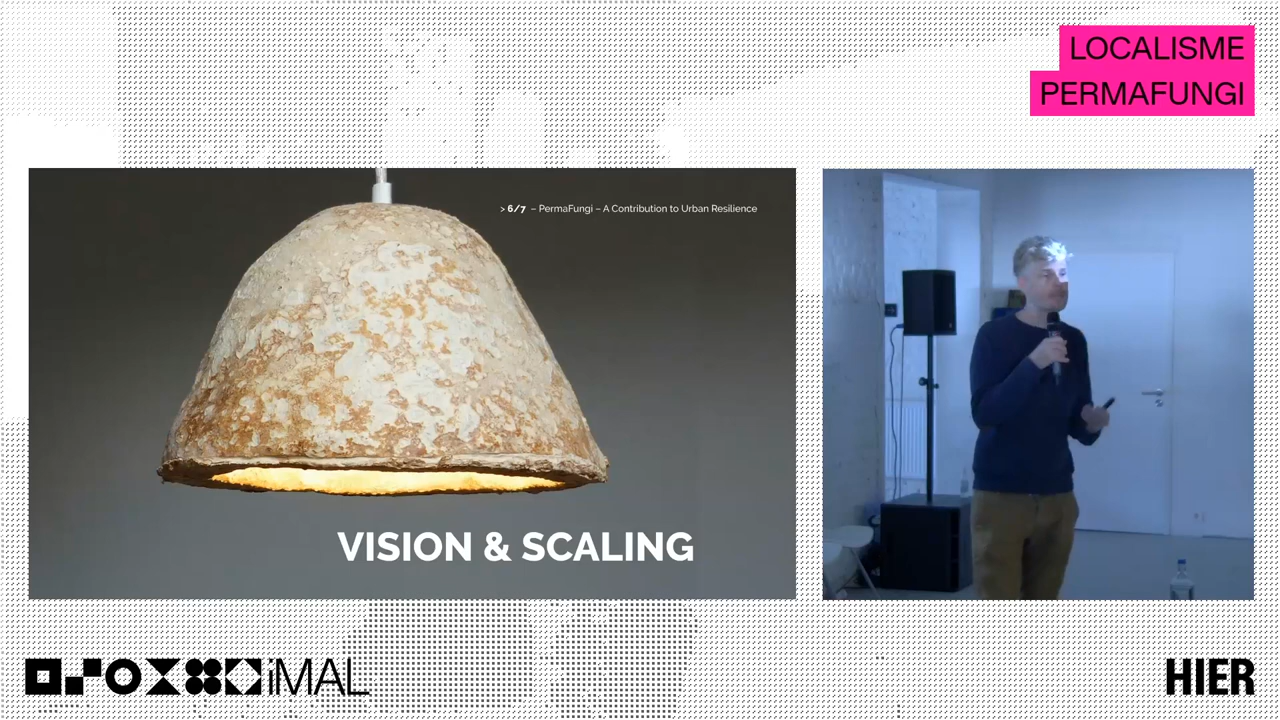 LOCALISME
PERMAFUNGI
> 6/7 – PermaFungi – A Contribution to Urban Resilience
VISION & SCALING
iMAL
HIER